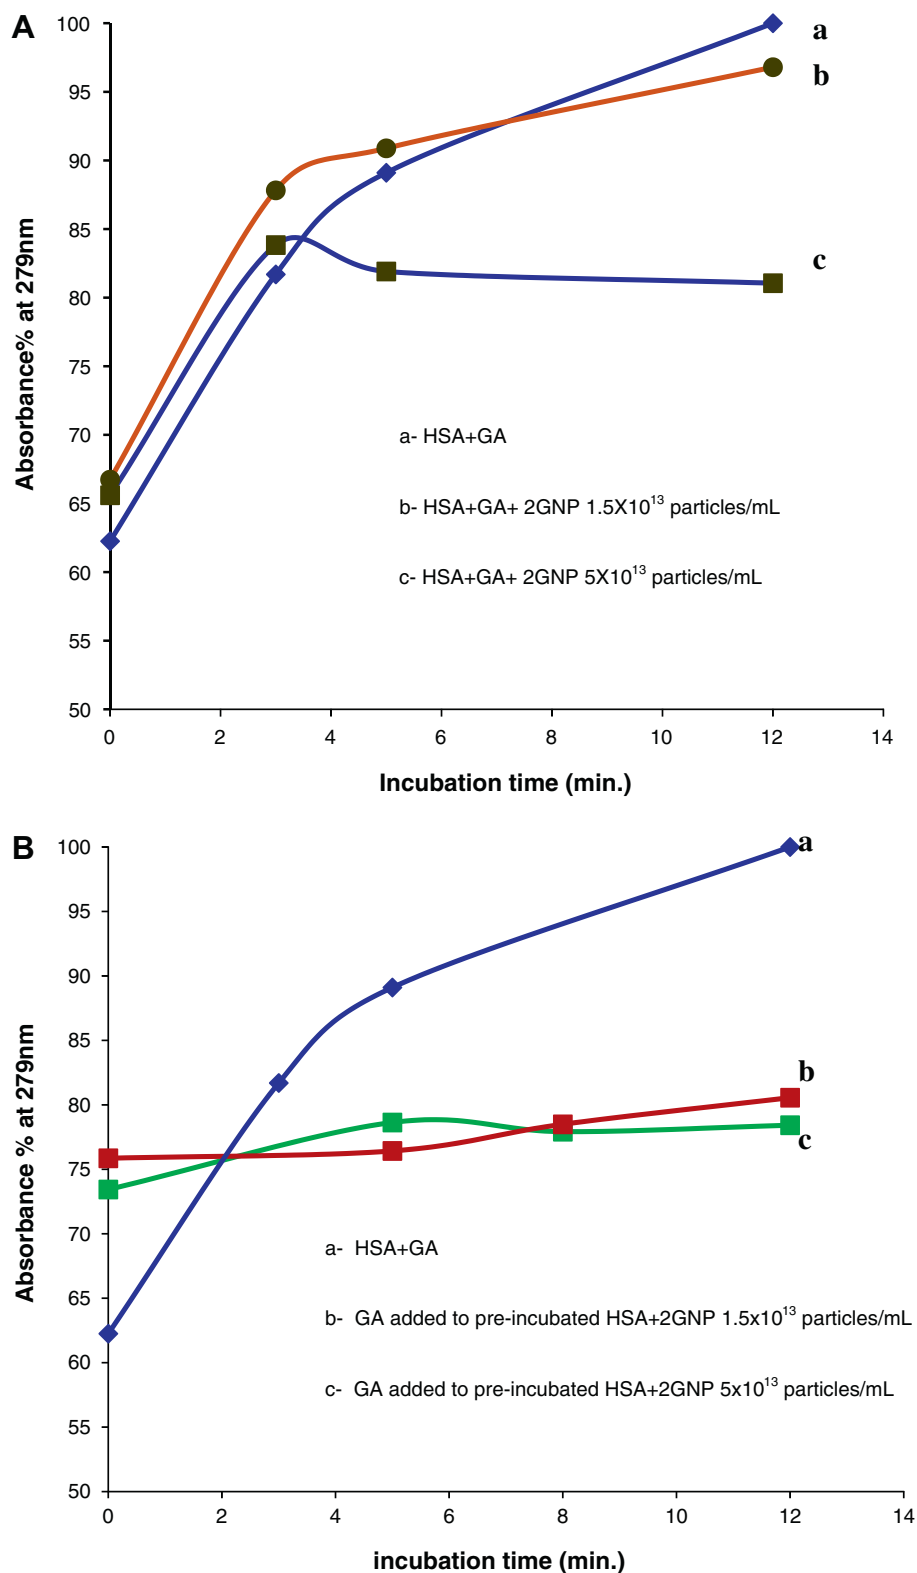 A
100
95
90
85
80
75
70
65
60
55
50
Absorbance% at 279nm
a
b
c
a- HSA+GA
b- HSA+GA+ 2GNP 1.5X10¹³ particles/mL
c- HSA+GA+ 2GNP 5X10¹³ particles/mL
0 2 4 6 8 10 12 14
Incubation time (min.)
B
100
95
90
85
80
75
70
65
60
55
50
Absorbance % at 279nm
a
b
c
a- HSA+GA
b- GA added to pre-incubated HSA+2GNP 1.5x10¹³ particles/mL
c- GA added to pre-incubated HSA+2GNP 5x10¹³ particles/mL
0 2 4 6 8 10 12 14
incubation time (min.)